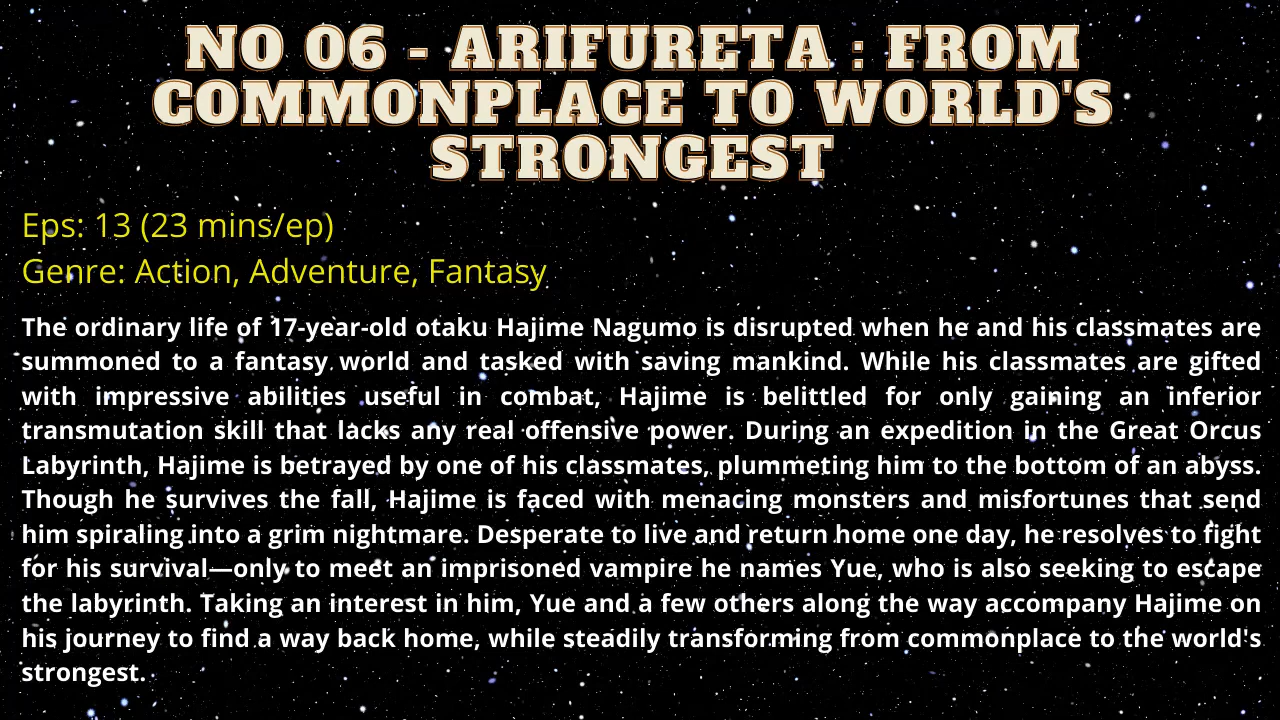 NO 06 - ARIFURETA : FROM
COMMONPLACE TO WORLD'S
STRONGEST
Eps: 13 (23 mins/ep)
Genre: Action, Adventure, Fantasy
The ordinary life of 17-year-old otaku Hajime Nagumo is disrupted when he and his classmates are
summoned to a fantasy world and tasked with saving mankind. While his classmates are gifted
with impressive abilities useful in combat, Hajime is belittled for only gaining an inferior
transmutation skill that lacks any real offensive power. During an expedition in the Great Orcus
Labyrinth, Hajime is betrayed by one of his classmates, plummeting him to the bottom of an abyss.
Though he survives the fall, Hajime is faced with menacing monsters and misfortunes that send
him spiraling into a grim nightmare. Desperate to live and return home one day, he resolves to fight
for his survival—only to meet an imprisoned vampire he names Yue, who is also seeking to escape
the labyrinth. Taking an interest in him, Yue and a few others along the way accompany Hajime on
his journey to find a way back home, while steadily transforming from commonplace to the world's
strongest.